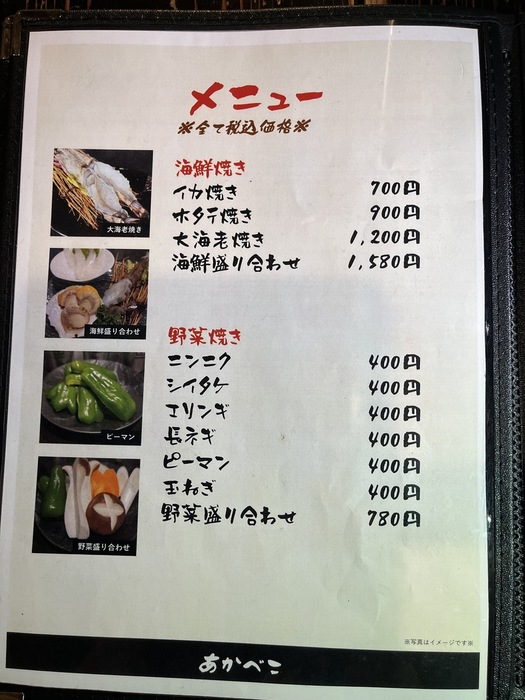 メニュー
※全て税込価格※
海鮮焼き
イカ焼き 700円
ホタテ焼き 900円
大海老焼き 1,200円
海鮮盛り合わせ 1,580円
大海老焼き
海鮮盛り合わせ
野菜焼き
ニンニク 400円
シイタケ 400円
エリンギ 400円
長ネギ 400円
ピーマン 400円
玉ねぎ 400円
野菜盛り合わせ 780円
ピーマン
野菜盛り合わせ
※写真はイメージです※
あかべこ